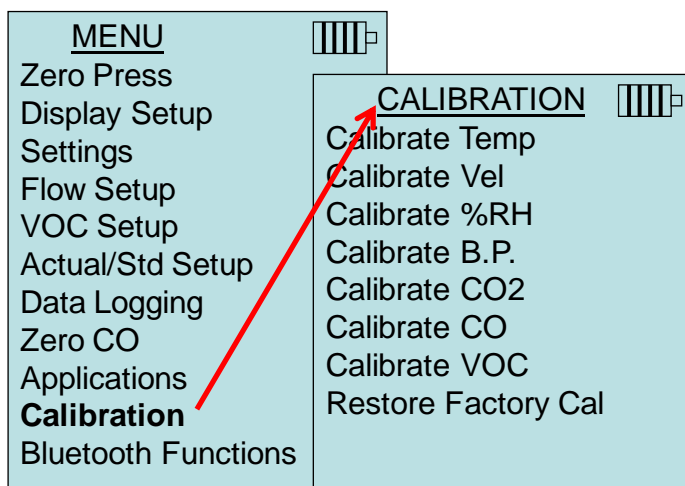 MENU
Zero Press
Display Setup
Settings
Flow Setup
VOC Setup
Actual/Std Setup
Data Logging
Zero CO
Applications
Calibration
Bluetooth Functions
CALIBRATION
Calibrate Temp
Calibrate Vel
Calibrate %RH
Calibrate B.P.
Calibrate CO2
Calibrate CO
Calibrate VOC
Restore Factory Cal